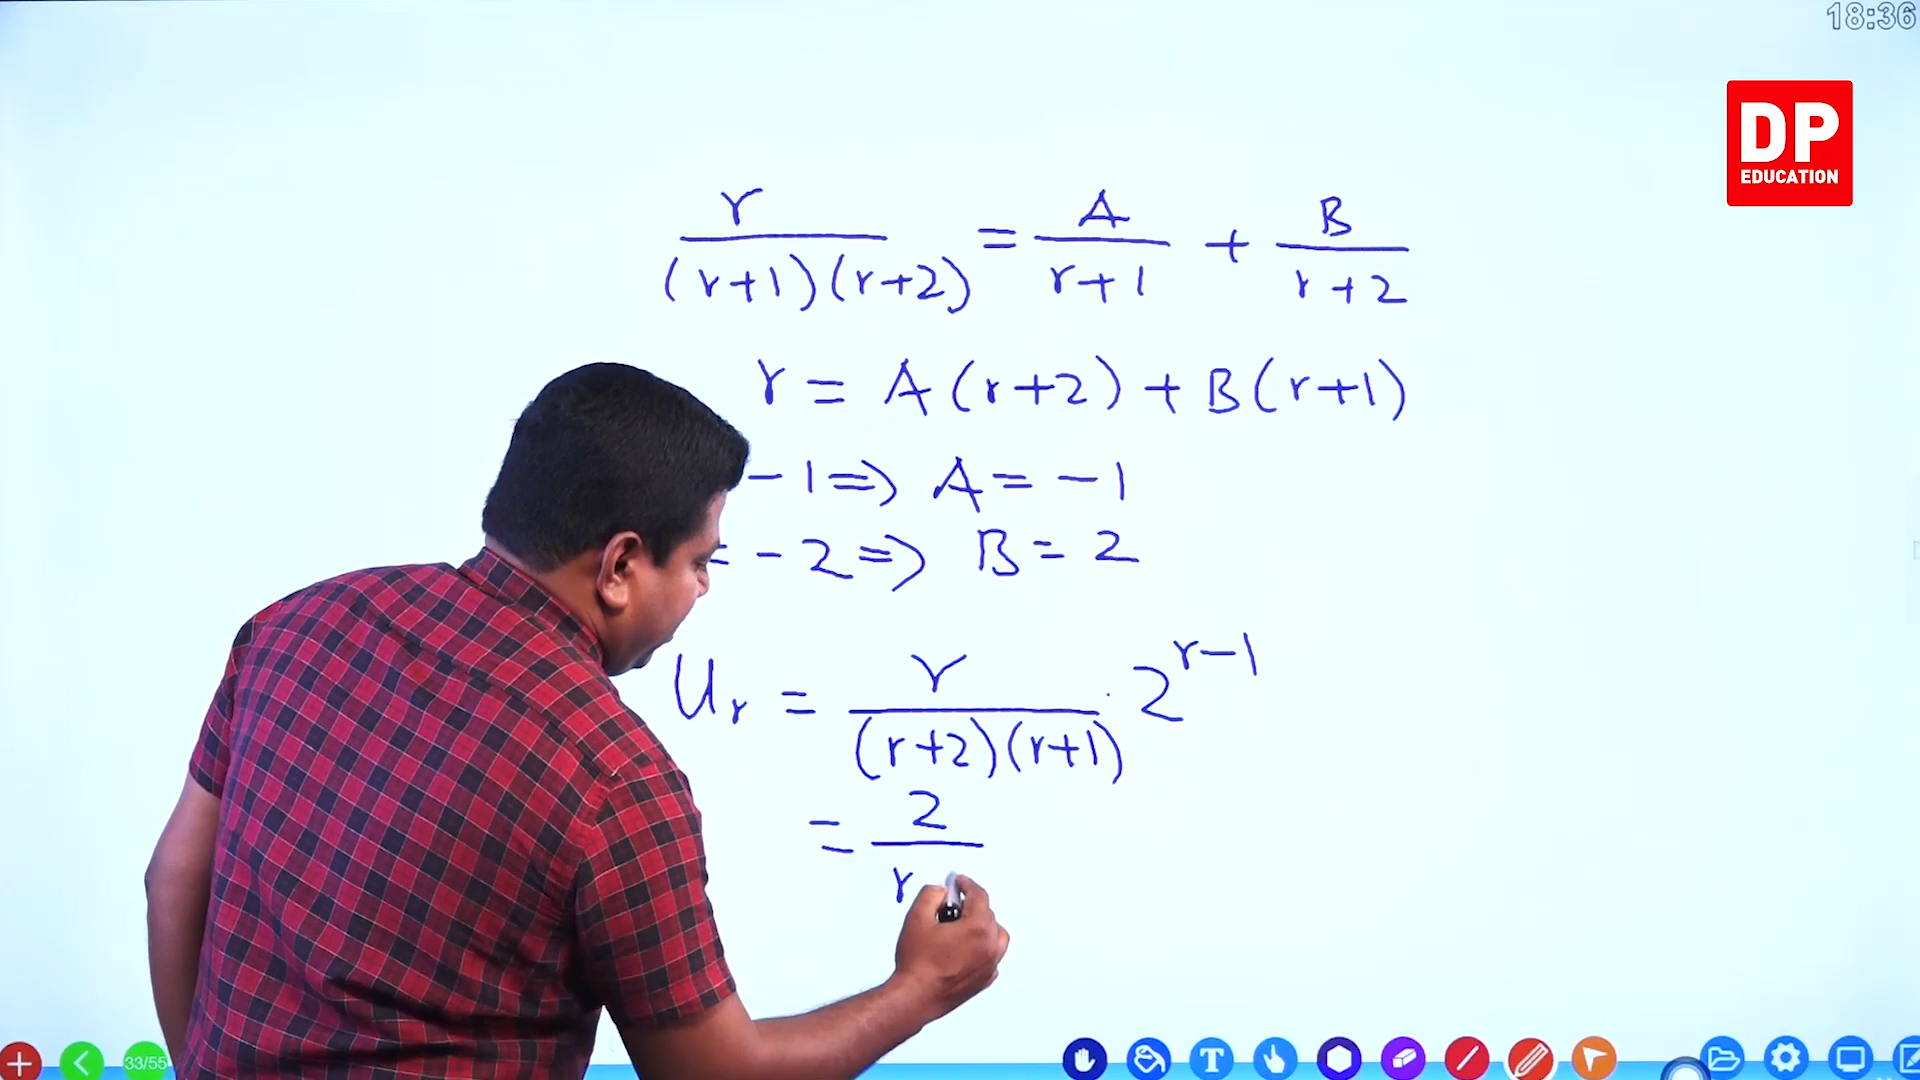 18:36
DP
EDUCATION
r/((r+1)(r+2)) = A/(r+1) + B/(r+2)
r = A(r+2) + B(r+1)
-1 ⇒ A = -1
= -2 ⇒ B = 2
U_r = r/((r+2)(r+1)) · 2^(r-1)
= 2/r
33/55
T